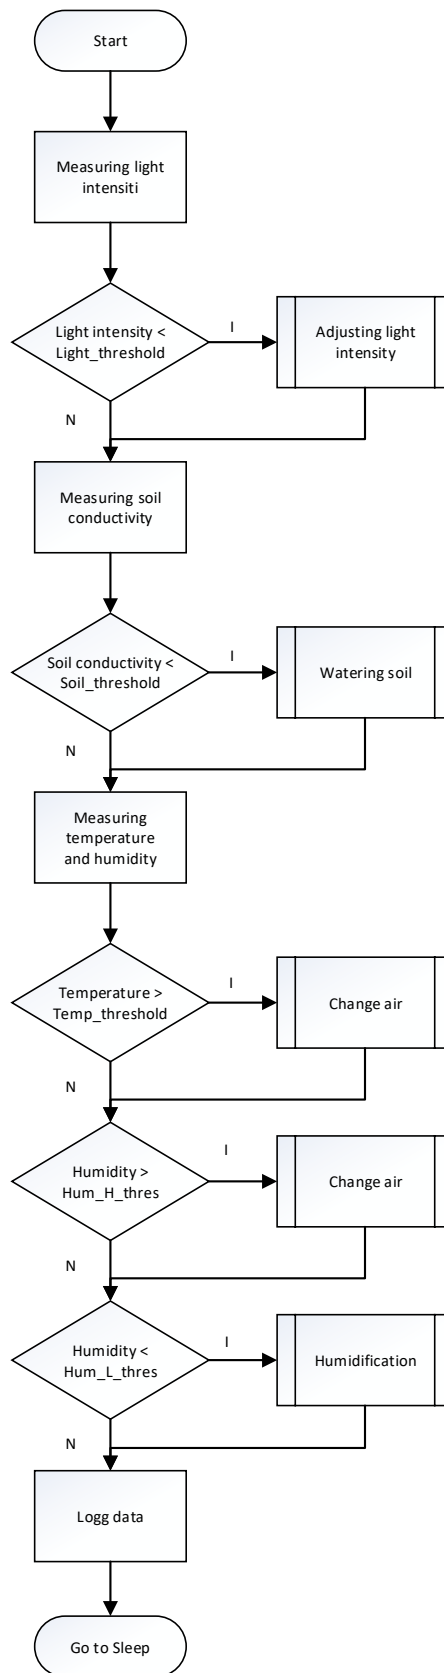 Start
Measuring light
intensiti
Light intensity <
Light_threshold
I
Adjusting light
intensity
N
Measuring soil
conductivity
Soil conductivity <
Soil_threshold
I
Watering soil
N
Measuring
temperature
and humidity
Temperature >
Temp_threshold
I
Change air
N
Humidity >
Hum_H_thres
I
Change air
N
Humidity <
Hum_L_thres
I
Humidification
N
Logg data
Go to Sleep